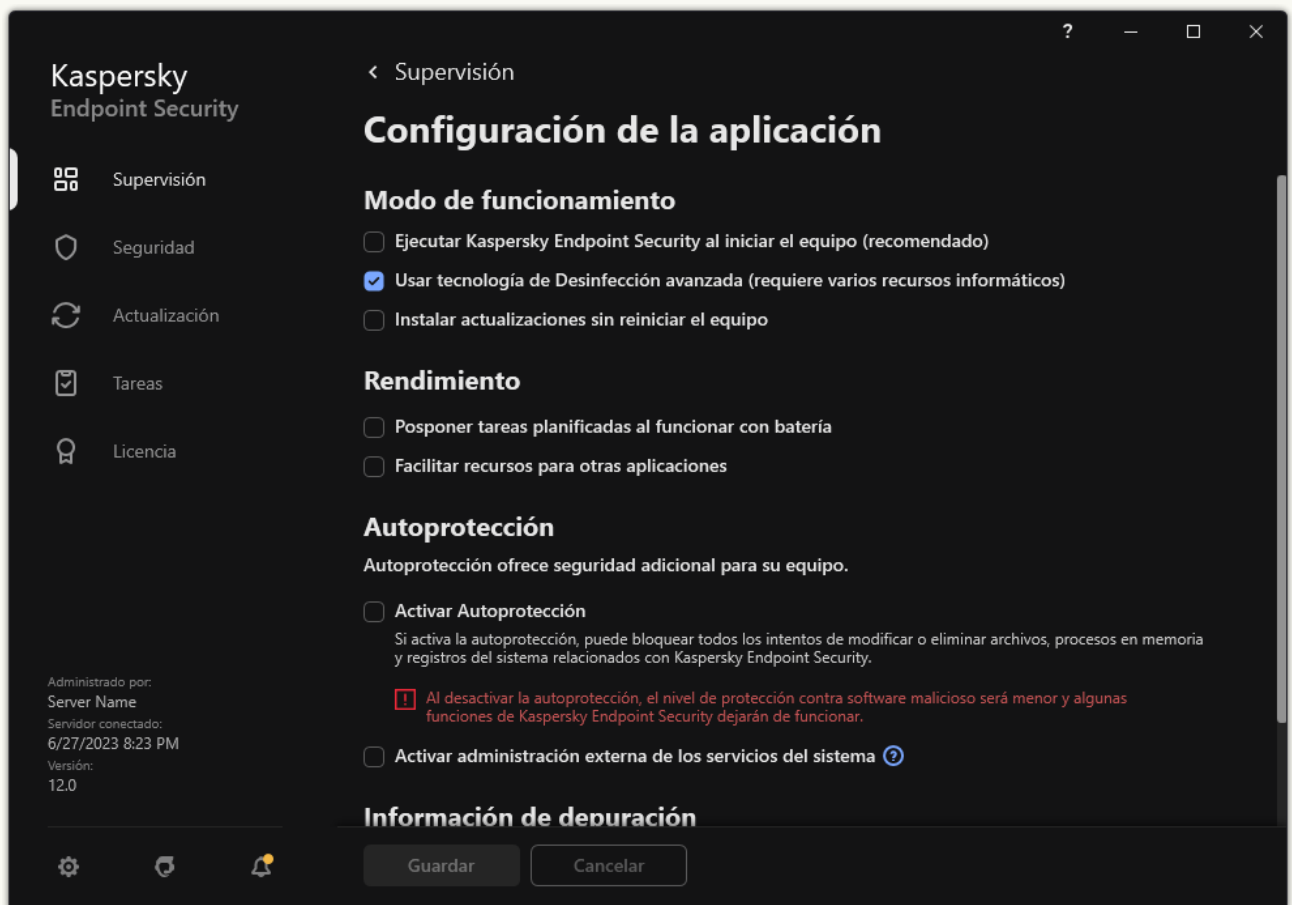 ?
Kaspersky
Endpoint Security
Supervisión
Seguridad
Actualización
Tareas
Licencia
Administrado por:
Server Name
Servidor conectado:
6/27/2023 8:23 PM
Versión:
12.0
Supervisión
Configuración de la aplicación
Modo de funcionamiento
Ejecutar Kaspersky Endpoint Security al iniciar el equipo (recomendado)
Usar tecnología de Desinfección avanzada (requiere varios recursos informáticos)
Instalar actualizaciones sin reiniciar el equipo
Rendimiento
Posponer tareas planificadas al funcionar con batería
Facilitar recursos para otras aplicaciones
Autoprotección
Autoprotección ofrece seguridad adicional para su equipo.
Activar Autoprotección
Si activa la autoprotección, puede bloquear todos los intentos de modificar o eliminar archivos, procesos en memoria
y registros del sistema relacionados con Kaspersky Endpoint Security.
Al desactivar la autoprotección, el nivel de protección contra software malicioso será menor y algunas
funciones de Kaspersky Endpoint Security dejarán de funcionar.
Activar administración externa de los servicios del sistema ?
Información de depuración
Guardar
Cancelar